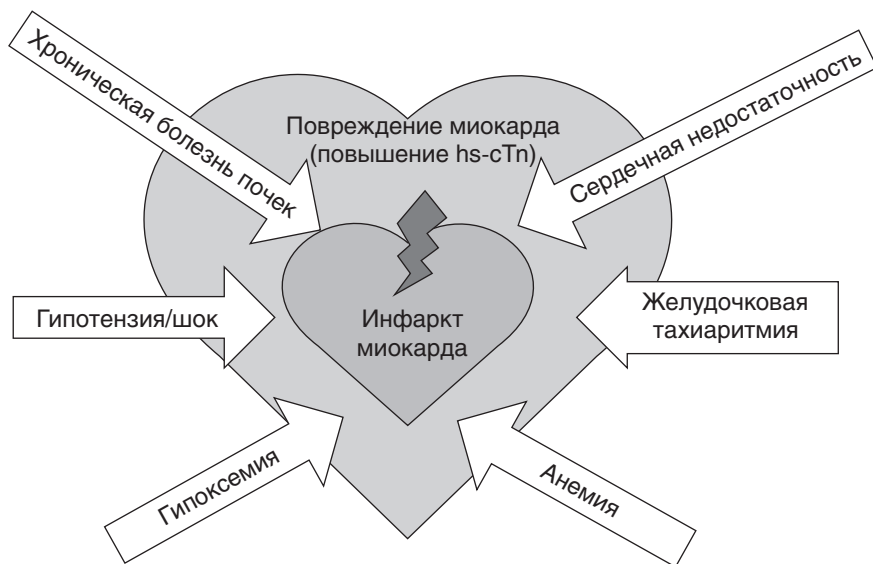 Хроническая болезнь почек
Сердечная недостаточность
Повреждение миокарда
(повышение hs-cTn)
Гипотензия/шок
Инфаркт
миокарда
Желудочковая
тахиаритмия
Гипоксемия
Анемия